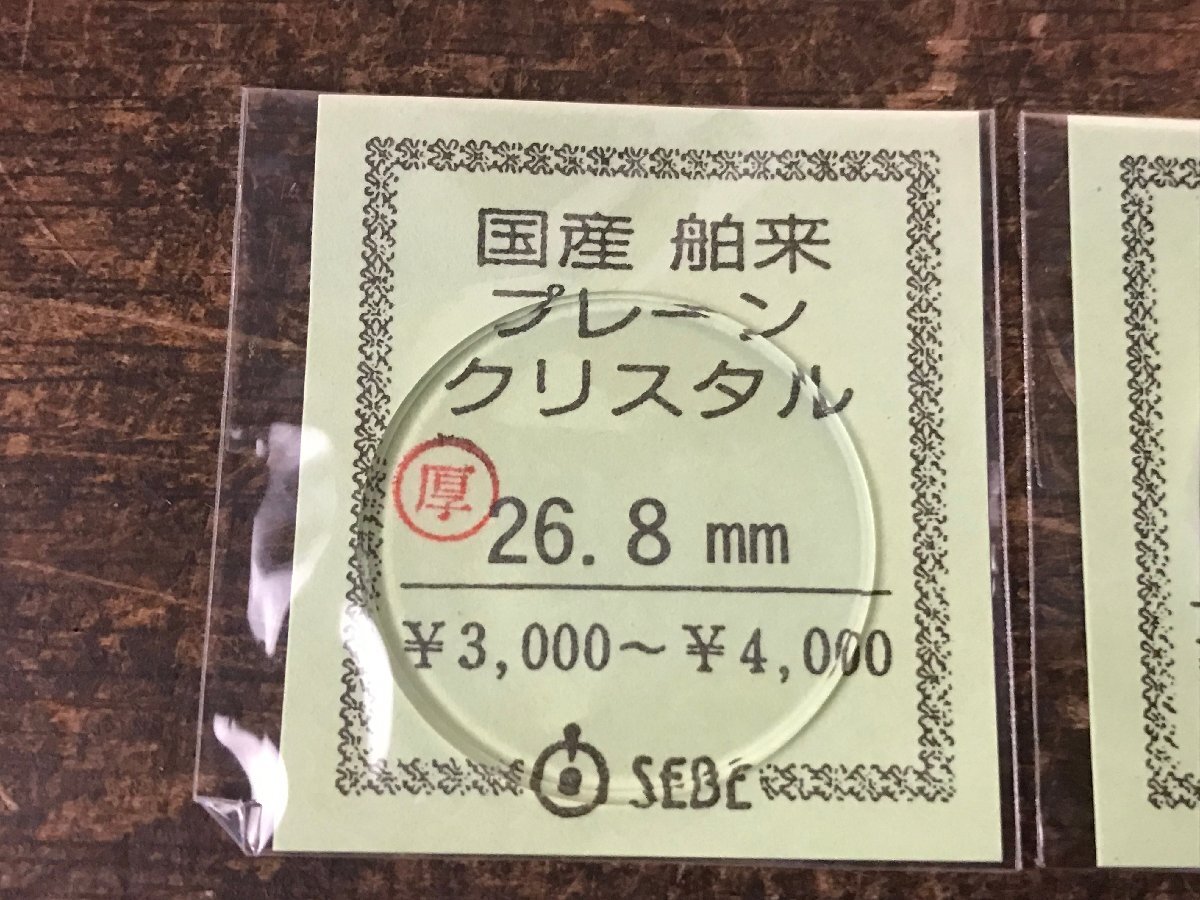 国産 舶来
プレーン
クリスタル
厚
26.8 mm
¥3,000～¥4,000
SEBE